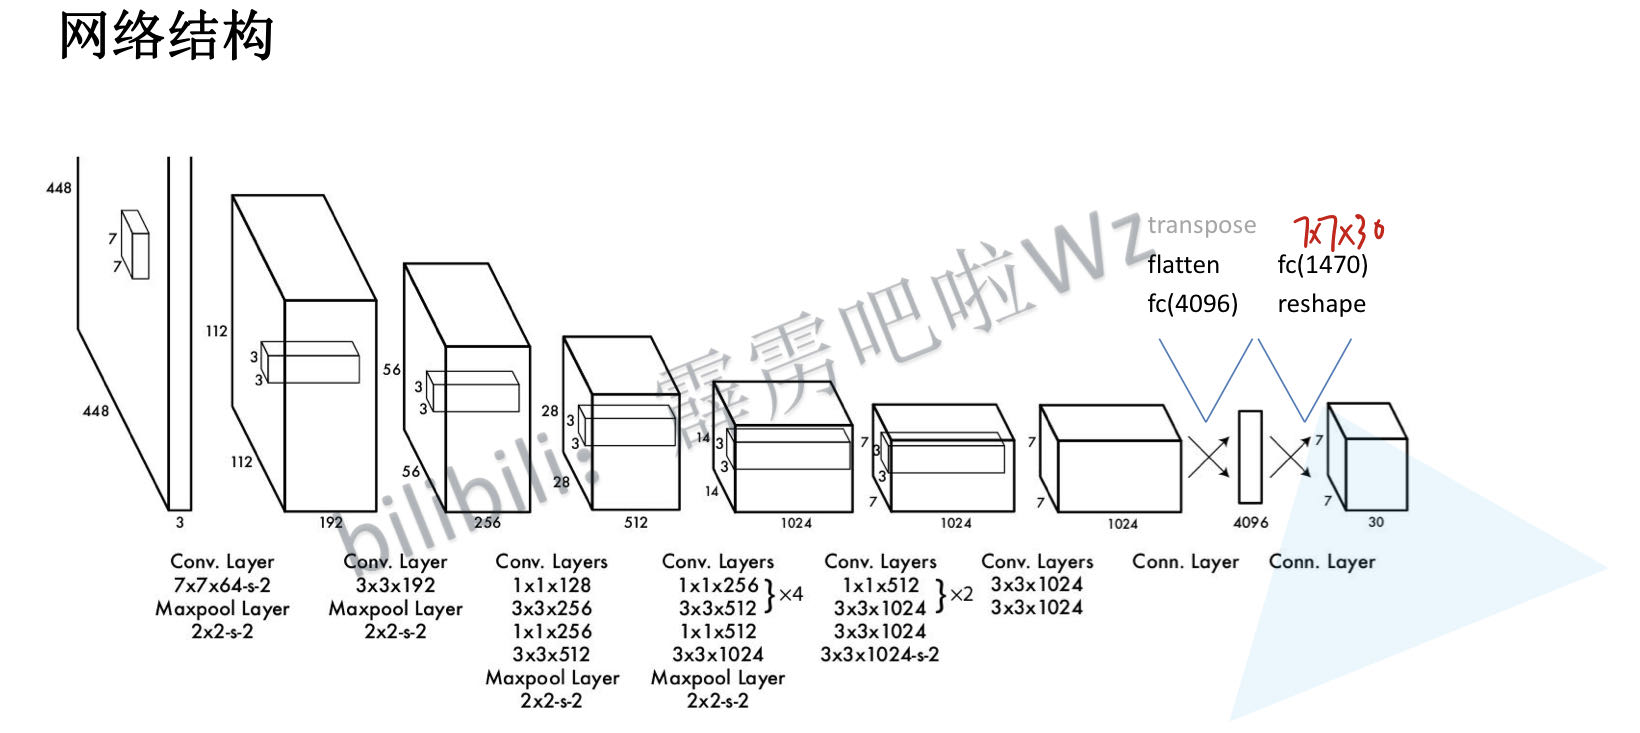 网络结构
448
7
7
448
3
112
3
3
112
192
56
3
3
56
256
28
3
3
28
512
14
3
3
14
1024
7
3
3
7
1024
7
7
1024
4096
7
7
30
transpose
flatten
fc(4096)
7x7x30
fc(1470)
reshape
bilibili: 霹雳吧啦Wz
Conv. Layer
7x7x64-s-2
Maxpool Layer
2x2-s-2
Conv. Layer
3x3x192
Maxpool Layer
2x2-s-2
Conv. Layers
1x1x128
3x3x256
1x1x256
3x3x512
Maxpool Layer
2x2-s-2
Conv. Layers
1x1x256
3x3x512
}×4
1x1x512
3x3x1024
Maxpool Layer
2x2-s-2
Conv. Layers
1x1x512
3x3x1024
}×2
3x3x1024
3x3x1024-s-2
Conv. Layers
3x3x1024
3x3x1024
Conn. Layer
Conn. Layer